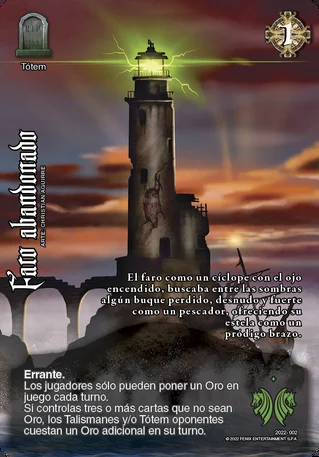 RIP
1
Tótem
Faro abandonado
ARTE: CHRISTIAN AGUIRRE
El faro como un cíclope con el ojo
encendido, buscaba entre las sombras
algún buque perdido, desnudo y fuerte
como un pescador, ofreciendo su
estela como un
pródigo brazo.
Errante.
Los jugadores sólo pueden poner un Oro en
juego cada turno.
Si controlas tres o más cartas que no sean
Oro, los Talismanes y/o Tótem oponentes
cuestan un Oro adicional en su turno.
2022- 002
© 2022 FENIX ENTERTAINMENT S.P.A.